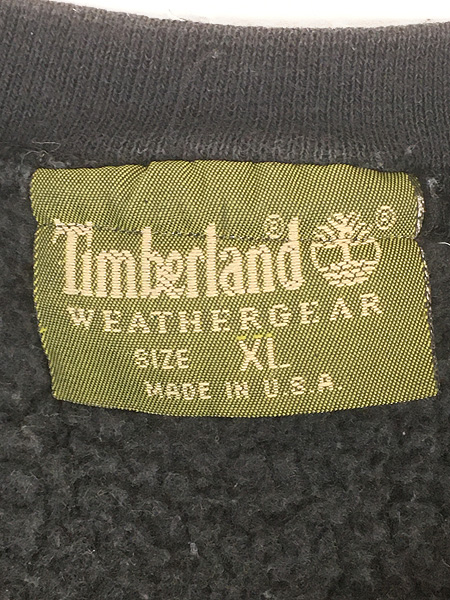 Timberland® ®
WEATHERGEAR
SIZE XL
MADE IN U.S.A.